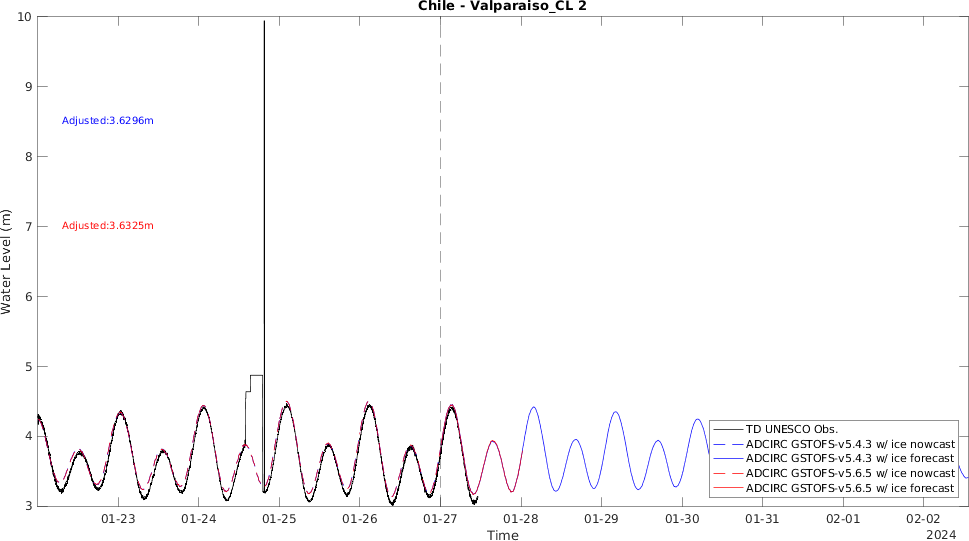 Chile - Valparaiso_CL 2
10
9
8
7
6
5
4
3
Water Level (m)
Adjusted:3.6296m
Adjusted:3.6325m
TD UNESCO Obs.
ADCIRC GSTOFS-v5.4.3 w/ ice nowcast
ADCIRC GSTOFS-v5.4.3 w/ ice forecast
ADCIRC GSTOFS-v5.6.5 w/ ice nowcast
ADCIRC GSTOFS-v5.6.5 w/ ice forecast
01-23 01-24 01-25 01-26 01-27 01-28 01-29 01-30 01-31 02-01 02-02
2024
Time